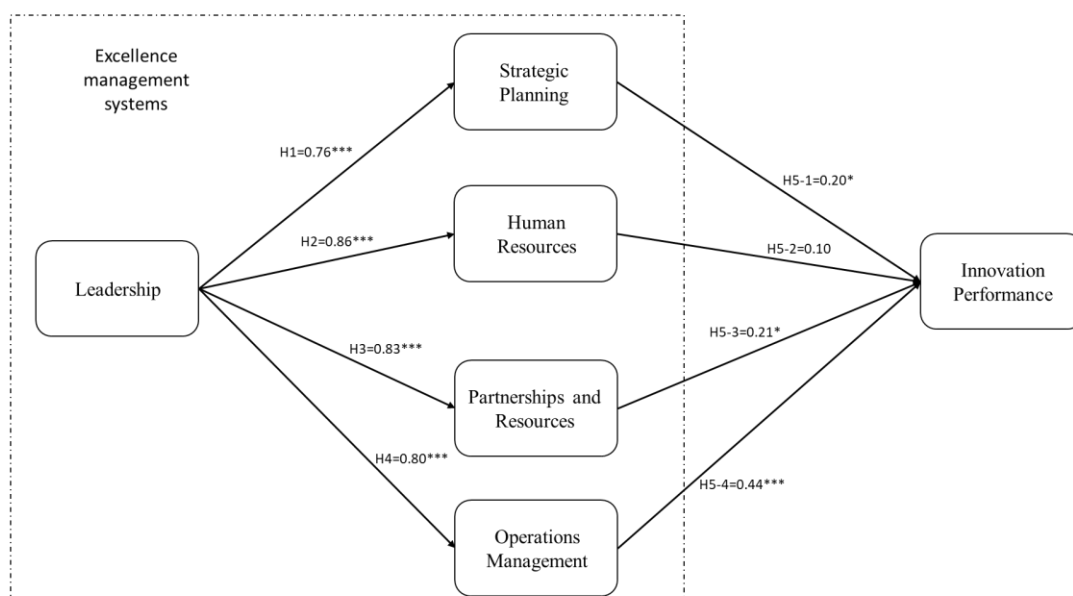 Excellence
management
systems
Strategic
Planning
H1=0.76***
H5-1=0.20*
Human
Resources
H2=0.86***
H5-2=0.10
Leadership
Innovation
Performance
H3=0.83***
H5-3=0.21*
Partnerships and
Resources
H4=0.80***
H5-4=0.44***
Operations
Management